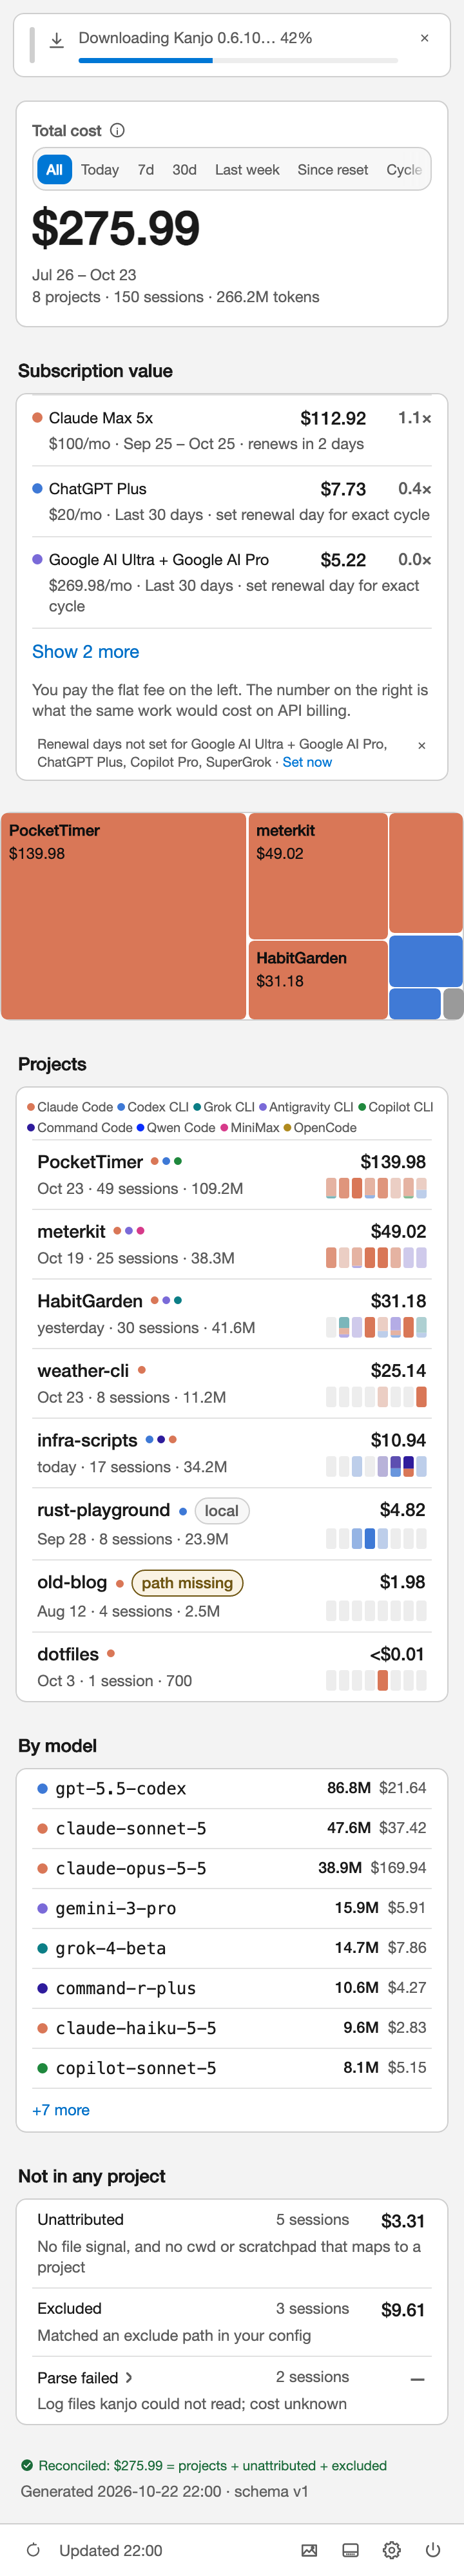 Downloading Kanjo 0.6.10… 42%
×
Total cost
All Today 7d 30d Last week Since reset Cycle
$275.99
Jul 26 – Oct 23
8 projects · 150 sessions · 266.2M tokens
Subscription value
Claude Max 5x $112.92 1.1×
$100/mo · Sep 25 – Oct 25 · renews in 2 days
ChatGPT Plus $7.73 0.4×
$20/mo · Last 30 days · set renewal day for exact cycle
Google AI Ultra + Google AI Pro $5.22 0.0×
$269.98/mo · Last 30 days · set renewal day for exact
cycle
Show 2 more
You pay the flat fee on the left. The number on the right is
what the same work would cost on API billing.
Renewal days not set for Google AI Ultra + Google AI Pro, ×
ChatGPT Plus, Copilot Pro, SuperGrok · Set now
PocketTimer
$139.98
meterkit
$49.02
HabitGarden
$31.18
Projects
Claude Code Codex CLI Grok CLI Antigravity CLI Copilot CLI
Command Code Qwen Code MiniMax OpenCode
PocketTimer $139.98
Oct 23 · 49 sessions · 109.2M
meterkit $49.02
Oct 19 · 25 sessions · 38.3M
HabitGarden $31.18
yesterday · 30 sessions · 41.6M
weather-cli $25.14
Oct 23 · 8 sessions · 11.2M
infra-scripts $10.94
today · 17 sessions · 34.2M
rust-playground local $4.82
Sep 28 · 8 sessions · 23.9M
old-blog path missing $1.98
Aug 12 · 4 sessions · 2.5M
dotfiles <$0.01
Oct 3 · 1 session · 700
By model
gpt-5.5-codex 86.8M $21.64
claude-sonnet-5 47.6M $37.42
claude-opus-5-5 38.9M $169.94
gemini-3-pro 15.9M $5.91
grok-4-beta 14.7M $7.86
command-r-plus 10.6M $4.27
claude-haiku-5-5 9.6M $2.83
copilot-sonnet-5 8.1M $5.15
+7 more
Not in any project
Unattributed 5 sessions $3.31
No file signal, and no cwd or scratchpad that maps to a
project
Excluded 3 sessions $9.61
Matched an exclude path in your config
Parse failed 2 sessions —
Log files kanjo could not read; cost unknown
Reconciled: $275.99 = projects + unattributed + excluded
Generated 2026-10-22 22:00 · schema v1
Updated 22:00